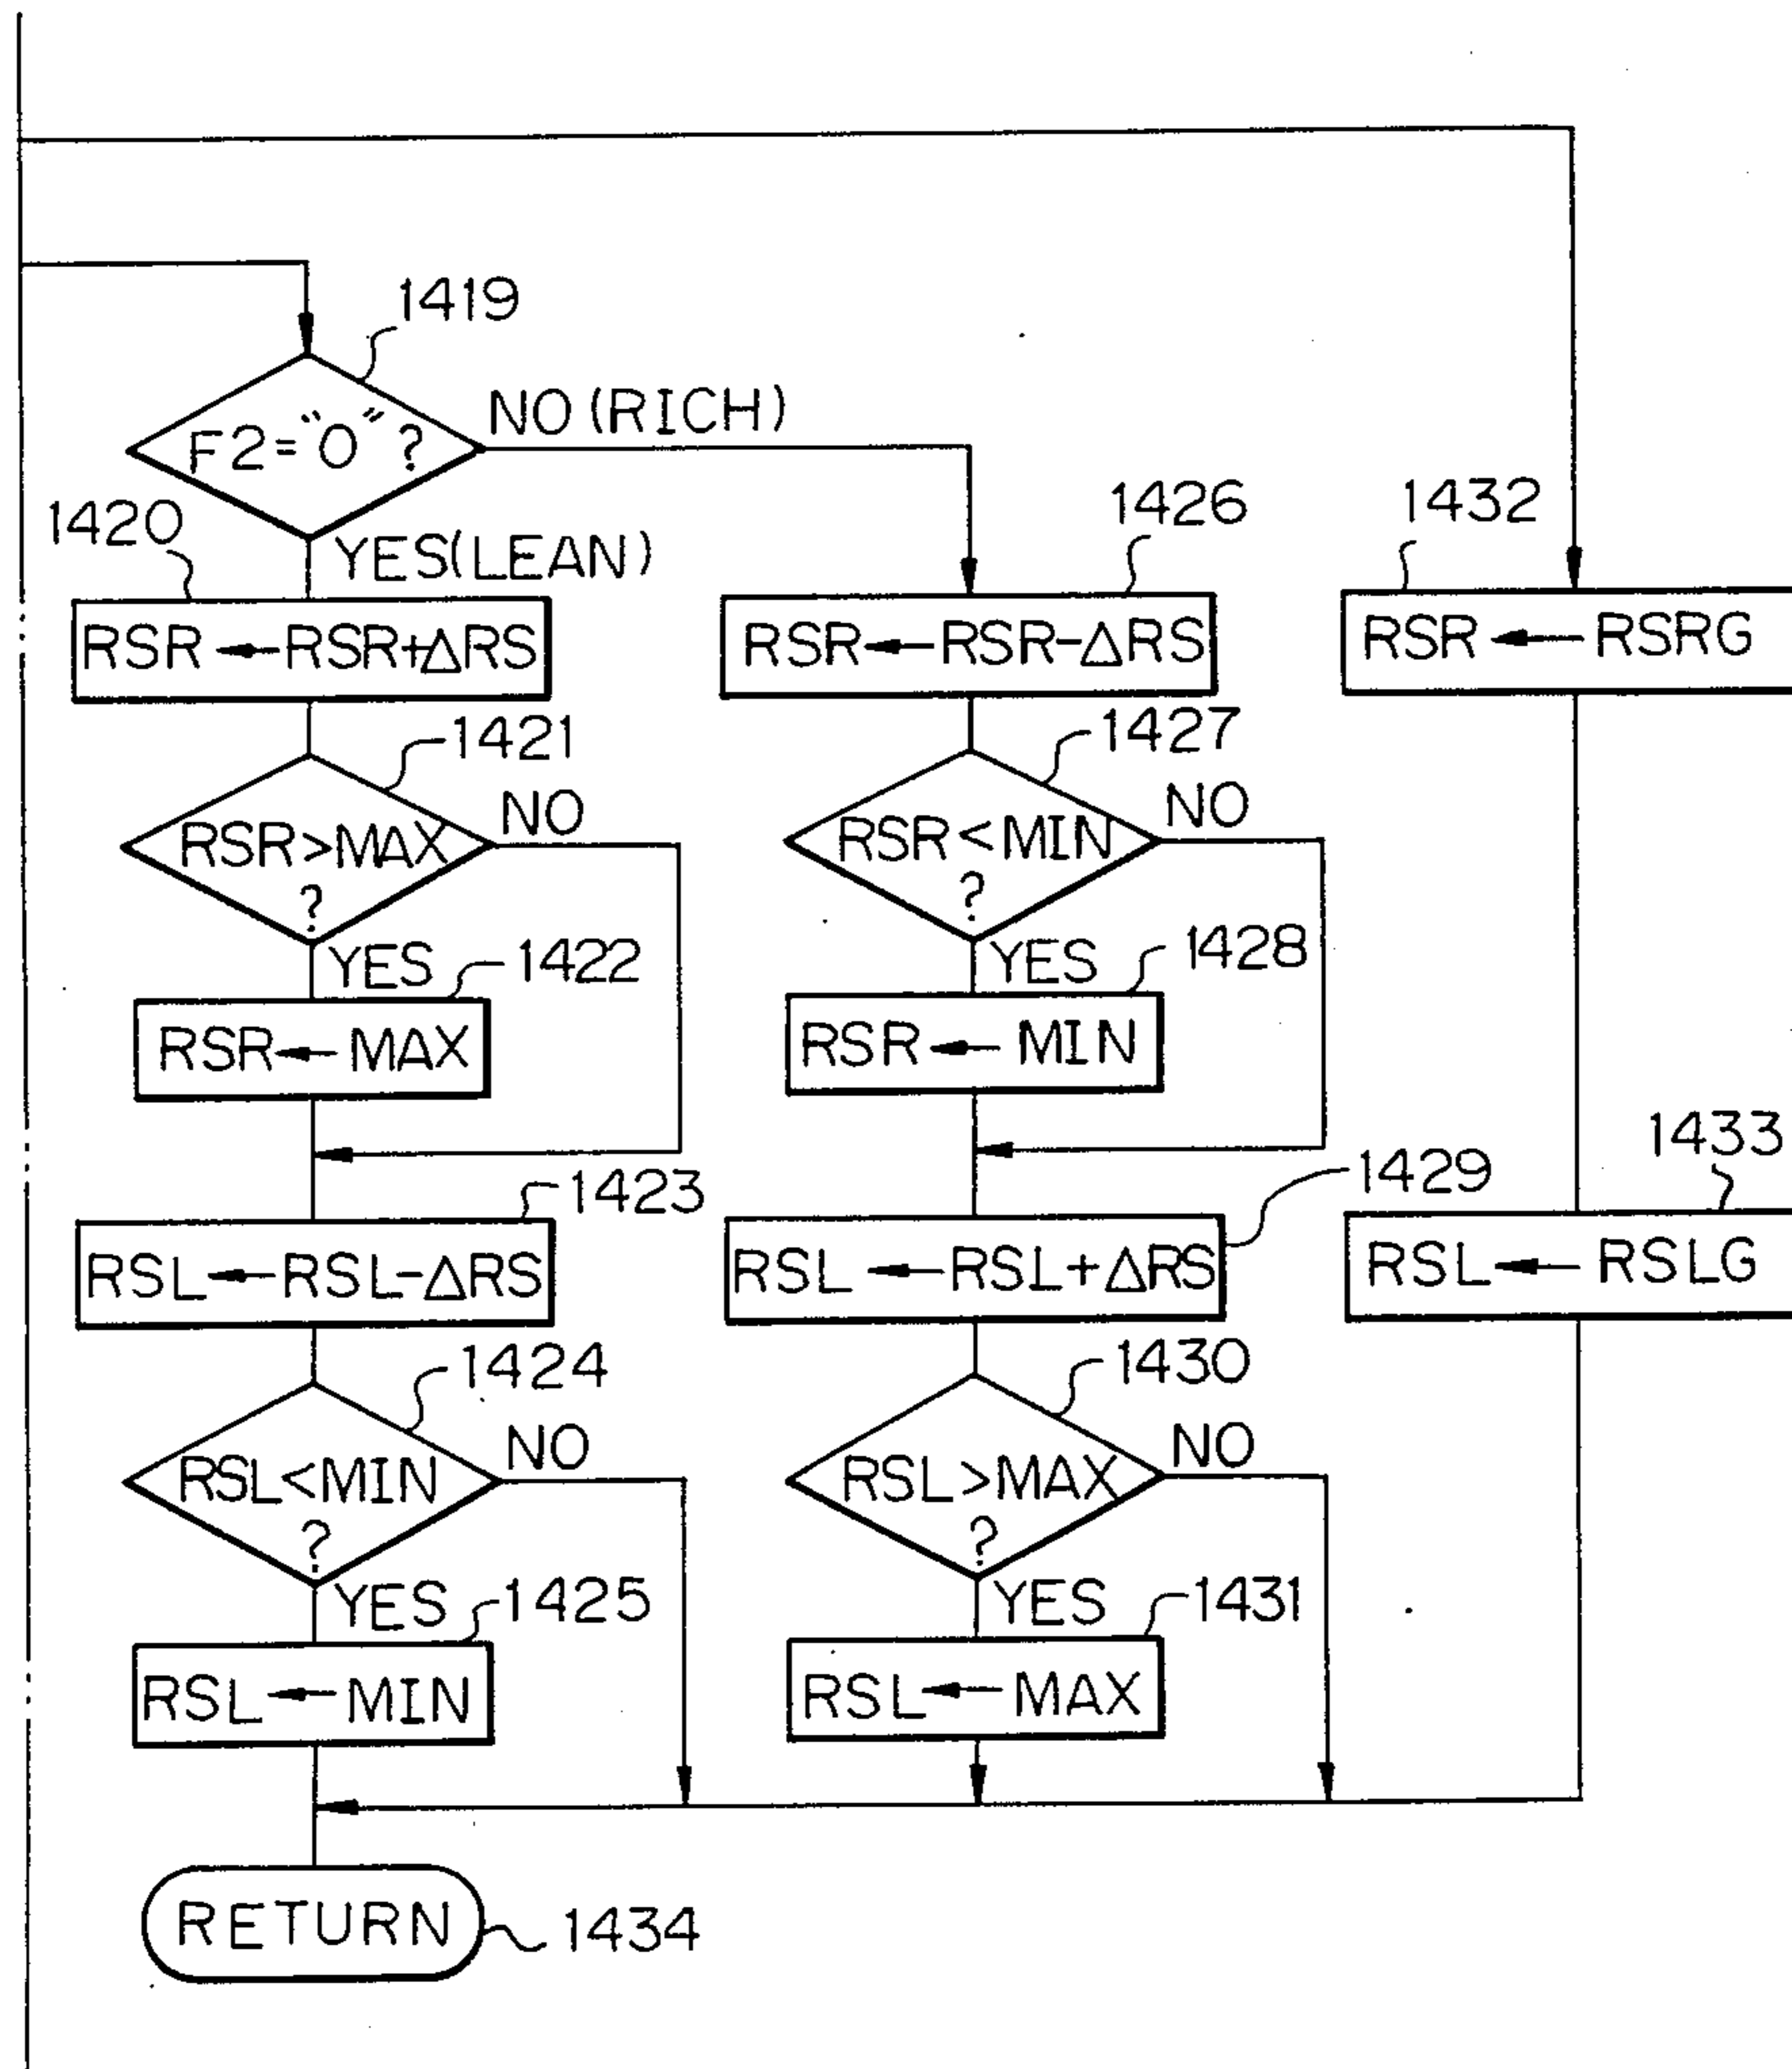 1419
F2="0"?
NO (RICH)
YES(LEAN)
1420
RSR←RSR+ΔRS
1421
RSR>MAX
?
NO
YES
1422
RSR←MAX
1423
RSL←RSL-ΔRS
1424
RSL<MIN
?
NO
YES
1425
RSL←MIN
1426
RSR←RSR-ΔRS
1427
RSR<MIN
?
NO
YES
1428
RSR←MIN
1429
RSL←RSL+ΔRS
1430
RSL>MAX
?
NO
YES
1431
RSL←MAX
1432
RSR←RSRG
1433
RSL←RSLG
RETURN
1434